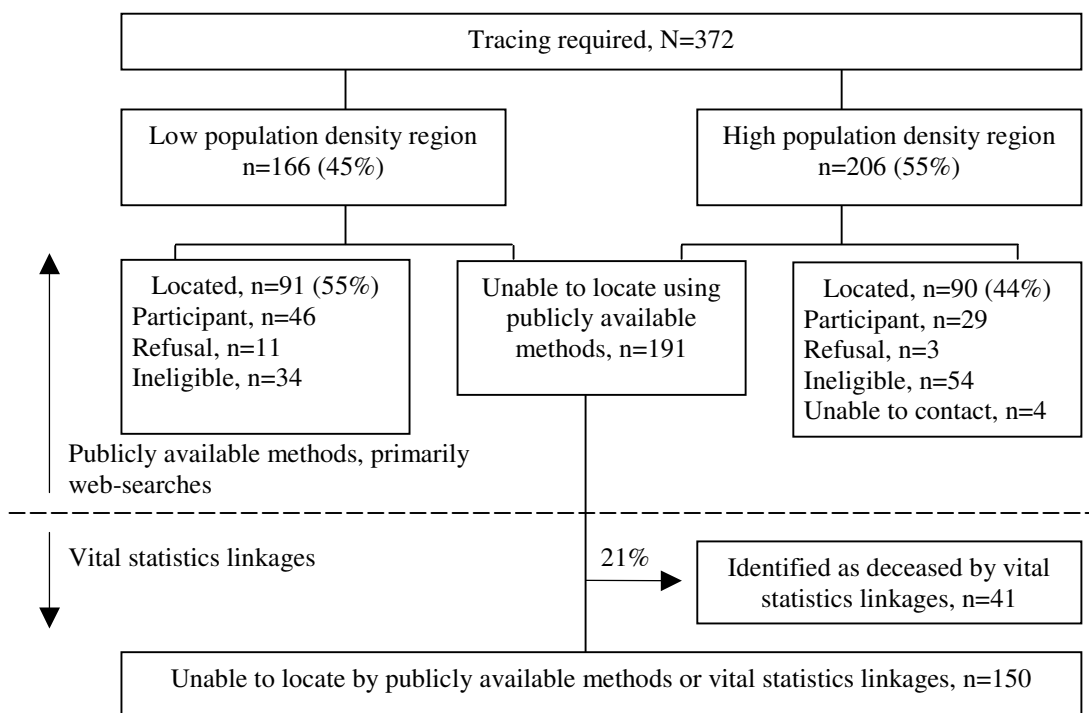 Tracing required, N=372
Low population density region
n=166 (45%)
High population density region
n=206 (55%)
Located, n=91 (55%)
Participant, n=46
Refusal, n=11
Ineligible, n=34
Unable to locate using
publicly available
methods, n=191
Located, n=90 (44%)
Participant, n=29
Refusal, n=3
Ineligible, n=54
Unable to contact, n=4
Publicly available methods, primarily
web-searches
Vital statistics linkages
21%
Identified as deceased by vital
statistics linkages, n=41
Unable to locate by publicly available methods or vital statistics linkages, n=150